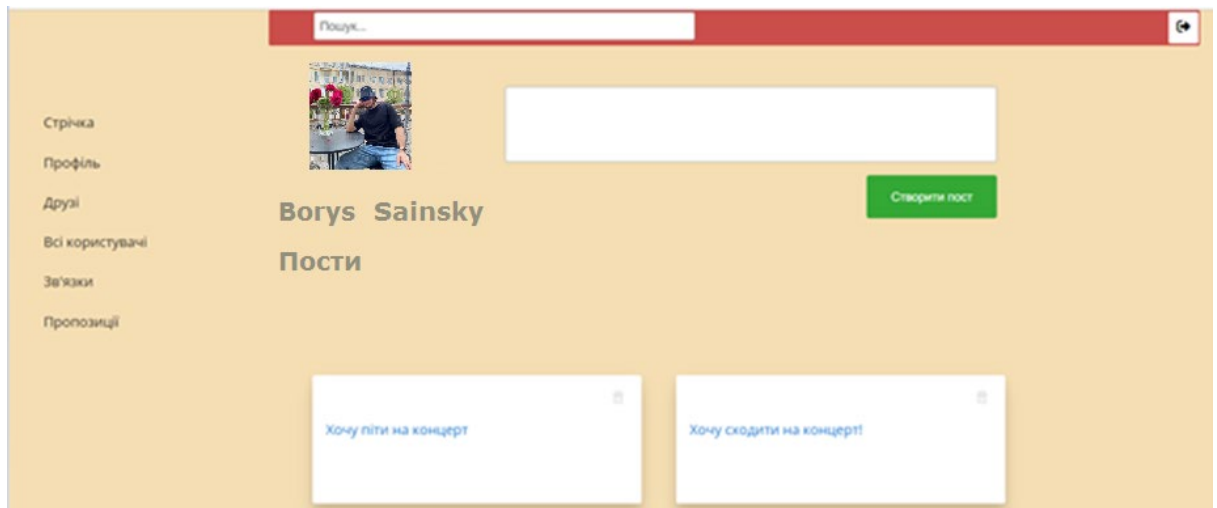 Пошук...
Стрічка
Профіль
Друзі
Всі користувачі
Зв'язки
Пропозиції
Borys Sainsky
Пости
Створити пост
Хочу піти на концерт
Хочу сходити на концерт!